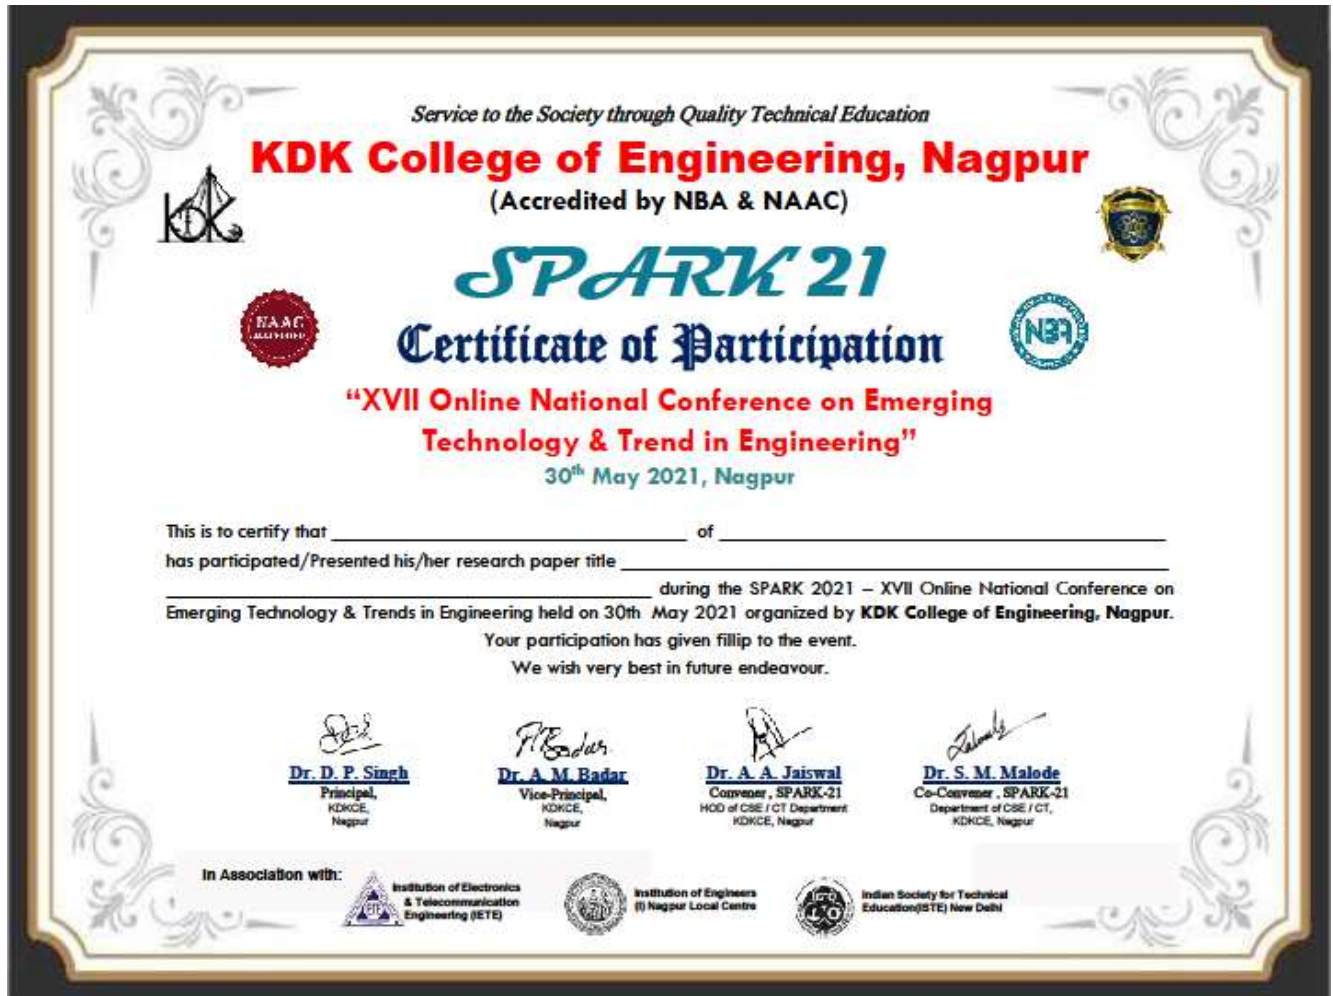 Service to the Society through Quality Technical Education
KDK College of Engineering, Nagpur
(Accredited by NBA & NAAC)
KDK
SPARK 21
NAAC
ACCREDITED
Certificate of Participation
NBA
“XVII Online National Conference on Emerging
Technology & Trend in Engineering”
30th May 2021, Nagpur
This is to certify that ____________________ of ____________________
has participated/Presented his/her research paper title ____________________
____________________ during the SPARK 2021 – XVII Online National Conference on
Emerging Technology & Trends in Engineering held on 30th May 2021 organized by KDK College of Engineering, Nagpur.
Your participation has given fillip to the event.
We wish very best in future endeavour.
Dr. D. P. Singh
Principal,
KDKCE,
Nagpur
Dr. A. M. Badar
Vice-Principal,
KDKCE,
Nagpur
Dr. A. A. Jaiswal
Convener , SPARK-21
HOD of CSE / CT Department
KDKCE, Nagpur
Dr. S. M. Malode
Co-Convener , SPARK-21
Department of CSE / CT,
KDKCE, Nagpur
In Association with:
Institution of Electronics
& Telecommunication
Engineering (IETE)
Institution of Engineers
(I) Nagpur Local Centre
Indian Society for Technical
Education(ISTE) New Delhi